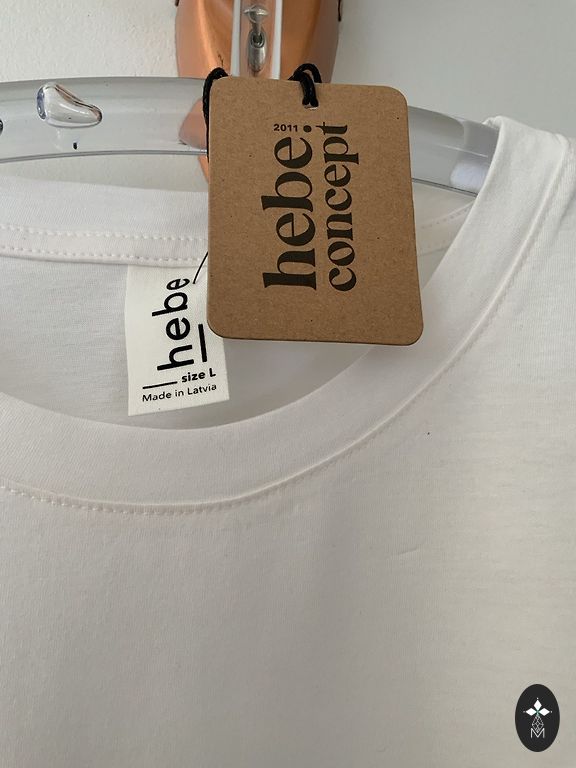 2011
hebe
concept
hebe
size L
Made in Latvia
M